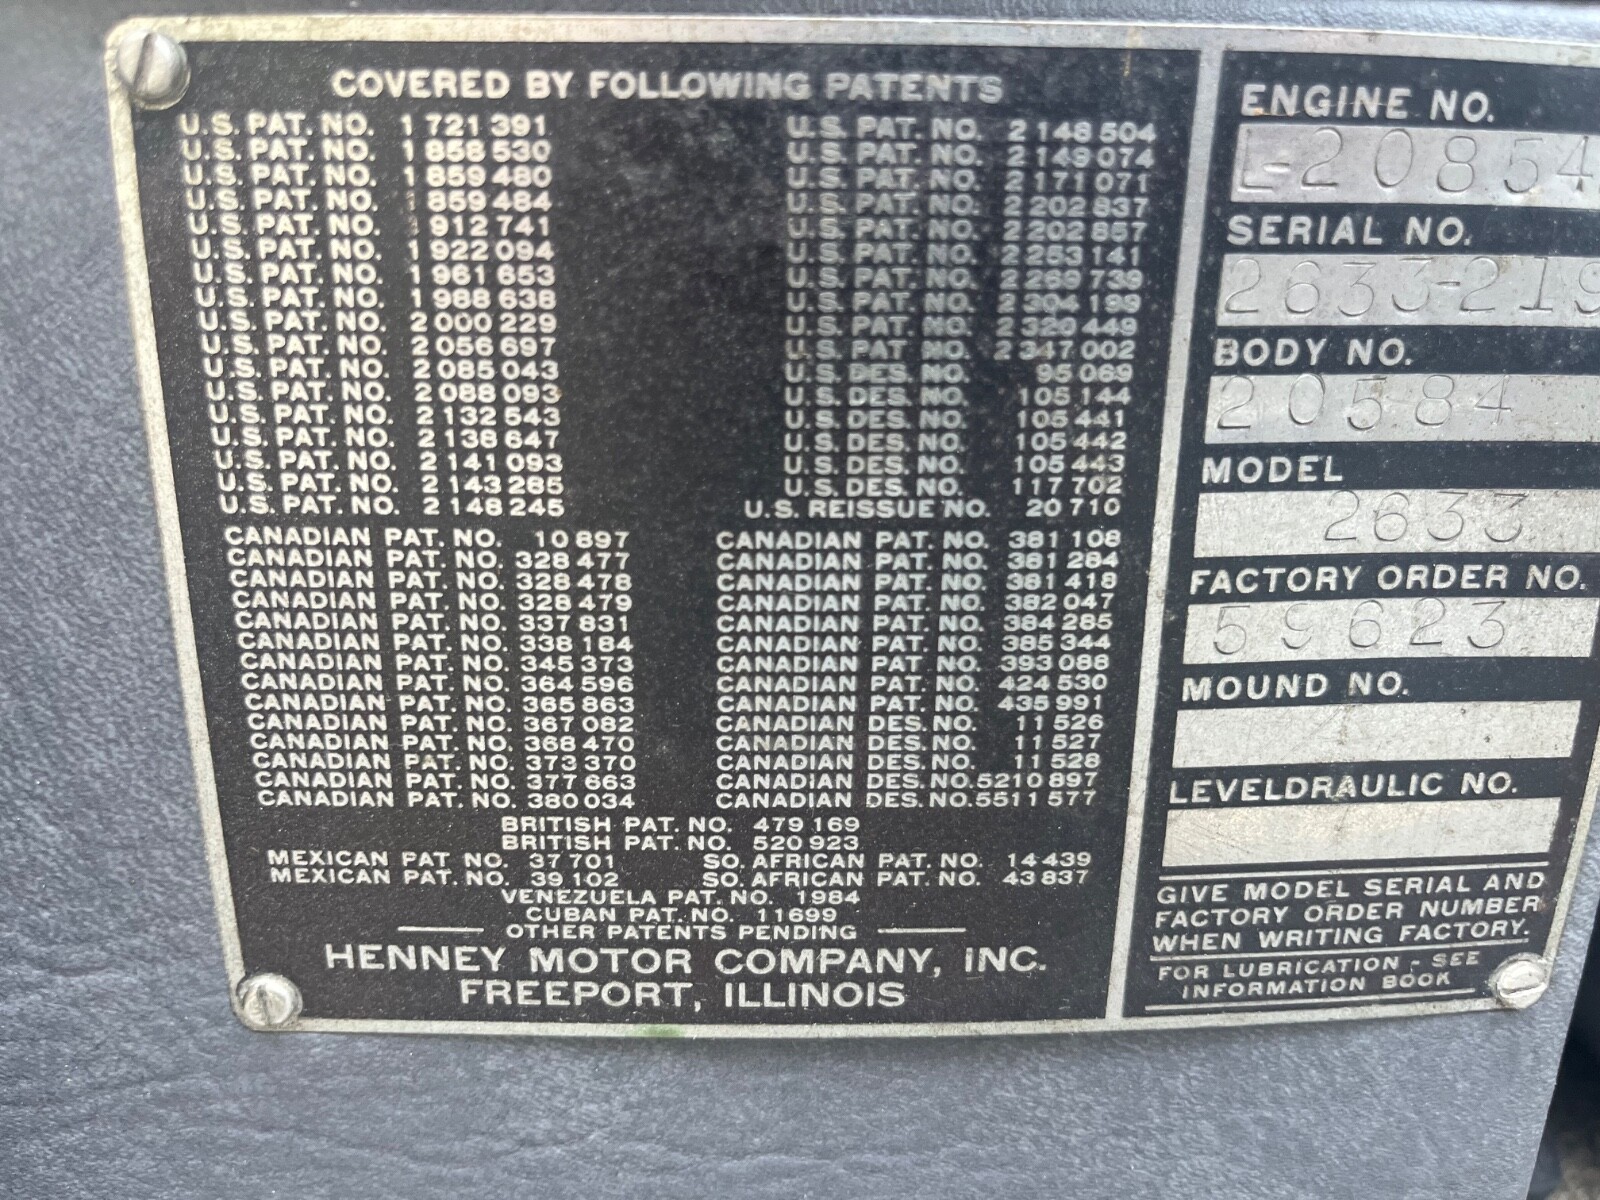 COVERED BY FOLLOWING PATENTS
U.S. PAT. NO. 1 721 391
U.S. PAT. NO. 1 858 530
U.S. PAT. NO. 1 859 480
U.S. PAT. NO. 1 859 484
U.S. PAT. NO. 1 912 741
U.S. PAT. NO. 1 922 094
U.S. PAT. NO. 1 961 653
U.S. PAT. NO. 1 988 638
U.S. PAT. NO. 2 000 229
U.S. PAT. NO. 2 056 697
U.S. PAT. NO. 2 085 043
U.S. PAT. NO. 2 088 093
U.S. PAT. NO. 2 132 543
U.S. PAT. NO. 2 138 647
U.S. PAT. NO. 2 141 093
U.S. PAT. NO. 2 143 285
U.S. PAT. NO. 2 148 245
U.S. PAT. NO. 2 148 504
U.S. PAT. NO. 2 149 074
U.S. PAT. NO. 2 171 071
U.S. PAT. NO. 2 202 837
U.S. PAT. NO. 2 202 857
U.S. PAT. NO. 2 253 141
U.S. PAT. NO. 2 269 739
U.S. PAT. NO. 2 304 199
U.S. PAT. NO. 2 320 449
U.S. PAT NO. 2 347 002
U.S. DES. NO. 95 069
U.S. DES. NO. 105 144
U.S. DES. NO. 105 441
U.S. DES. NO. 105 442
U.S. DES. NO. 105 443
U.S. DES. NO. 117 702
U.S. REISSUE NO. 20 710
CANADIAN PAT. NO. 10 897
CANADIAN PAT. NO. 328 477
CANADIAN PAT. NO. 328 478
CANADIAN PAT. NO. 328 479
CANADIAN PAT. NO. 337 831
CANADIAN PAT. NO. 338 184
CANADIAN PAT. NO. 345 373
CANADIAN PAT. NO. 364 596
CANADIAN PAT. NO. 365 863
CANADIAN PAT. NO. 367 082
CANADIAN PAT. NO. 368 470
CANADIAN PAT. NO. 373 370
CANADIAN PAT. NO. 377 663
CANADIAN PAT. NO. 380 034
CANADIAN PAT. NO. 381 108
CANADIAN PAT. NO. 381 284
CANADIAN PAT. NO. 381 418
CANADIAN PAT. NO. 382 047
CANADIAN PAT. NO. 384 285
CANADIAN PAT. NO. 385 344
CANADIAN PAT. NO. 393 088
CANADIAN PAT. NO. 424 530
CANADIAN PAT. NO. 435 991
CANADIAN DES. NO. 11 526
CANADIAN DES. NO. 11 527
CANADIAN DES. NO. 11 528
CANADIAN DES. NO. 5210 897
CANADIAN DES. NO. 5511 577
BRITISH PAT. NO. 479 169
BRITISH PAT. NO. 520 923
MEXICAN PAT NO. 37 701
MEXICAN PAT. NO. 39 102
SO. AFRICAN PAT. NO. 14 439
SO. AFRICAN PAT. NO. 43 837
VENEZUELA PAT. NO. 1984
CUBAN PAT. NO. 11699
OTHER PATENTS PENDING
HENNEY MOTOR COMPANY, INC.
FREEPORT, ILLINOIS
ENGINE NO.
L-20854
SERIAL NO.
2633-219
BODY NO.
20584
MODEL
2633
FACTORY ORDER NO.
59623
MOUND NO.
LEVELDRAULIC NO.
GIVE MODEL SERIAL AND
FACTORY ORDER NUMBER
WHEN WRITING FACTORY.
FOR LUBRICATION - SEE
INFORMATION BOOK